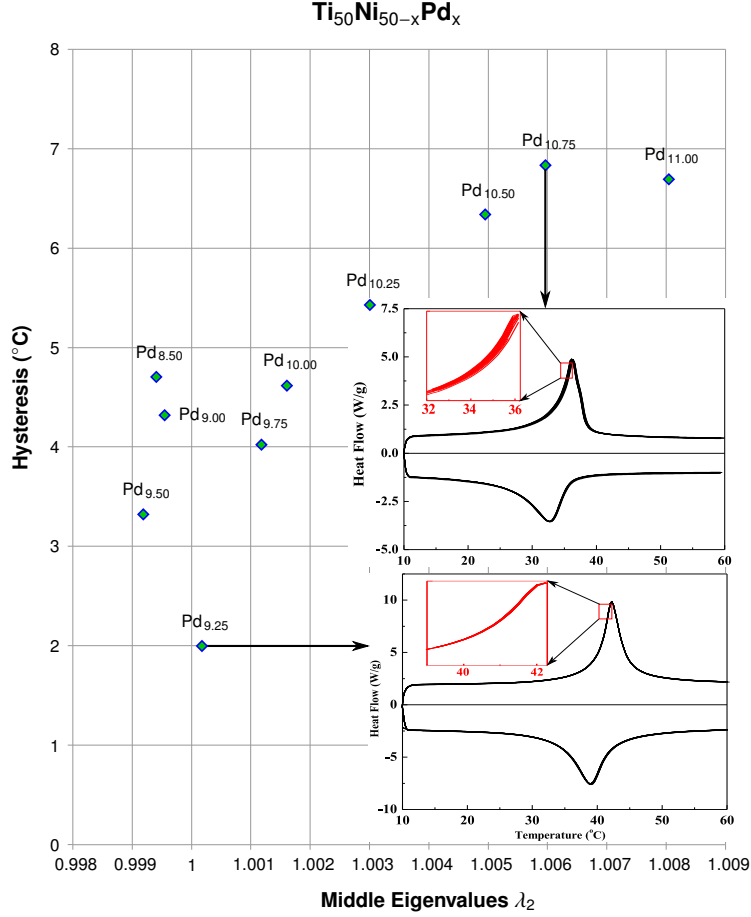 Ti50Ni50−xPdx
Hysteresis (°C)
8
7
6
5
4
3
2
1
0
0.998
0.999
1
1.001
1.002
1.003
1.004
1.005
1.006
1.007
1.008
1.009
Middle Eigenvalues λ2
Pd10.75
Pd11.00
Pd10.50
Pd10.25
Pd8.50
Pd10.00
Pd9.00
Pd9.75
Pd9.50
Pd9.25
Heat Flow (W/g)
7.5
5.0
2.5
0.0
-2.5
-5.0
32 34 36
10 20 30 40 50 60
Heat Flow (W/g)
10
5
0
-5
-10
40 42
10 20 30 40 50 60
Temperature (°C)